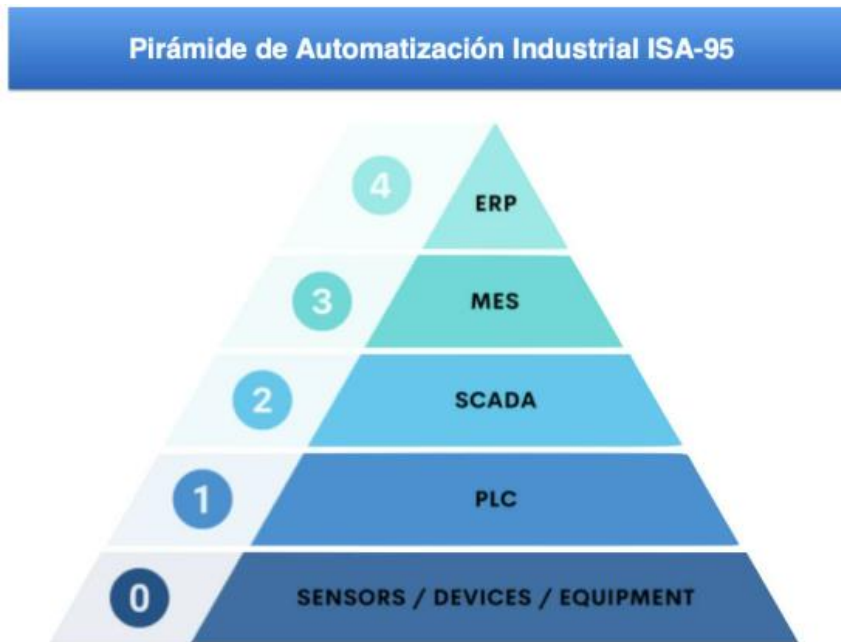 Pirámide de Automatización Industrial ISA-95
4
ERP
3
MES
2
SCADA
1
PLC
0
SENSORS / DEVICES / EQUIPMENT